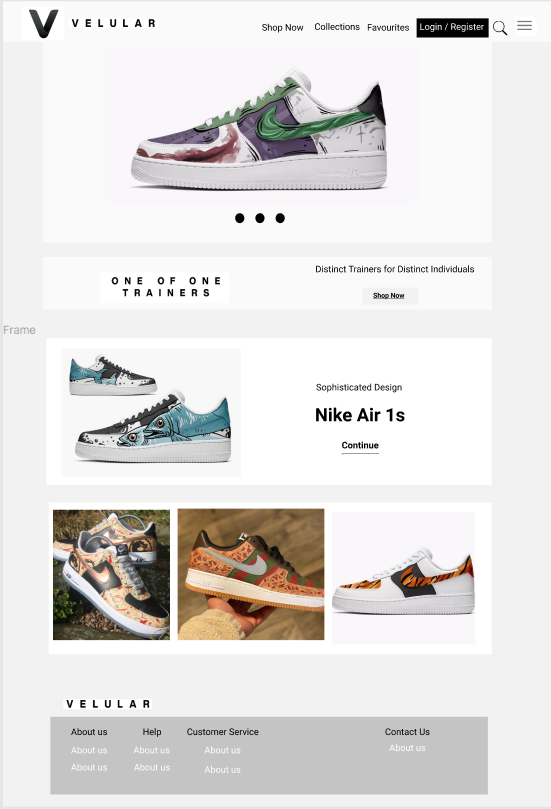 V VELULAR
Shop Now Collections Favourites Login / Register
ONE OF ONE
TRAINERS
Distinct Trainers for Distinct Individuals
Shop Now
Frame
Sophisticated Design
Nike Air 1s
Continue
VELULAR
About us Help Customer Service Contact Us
About us About us About us About us
About us About us About us